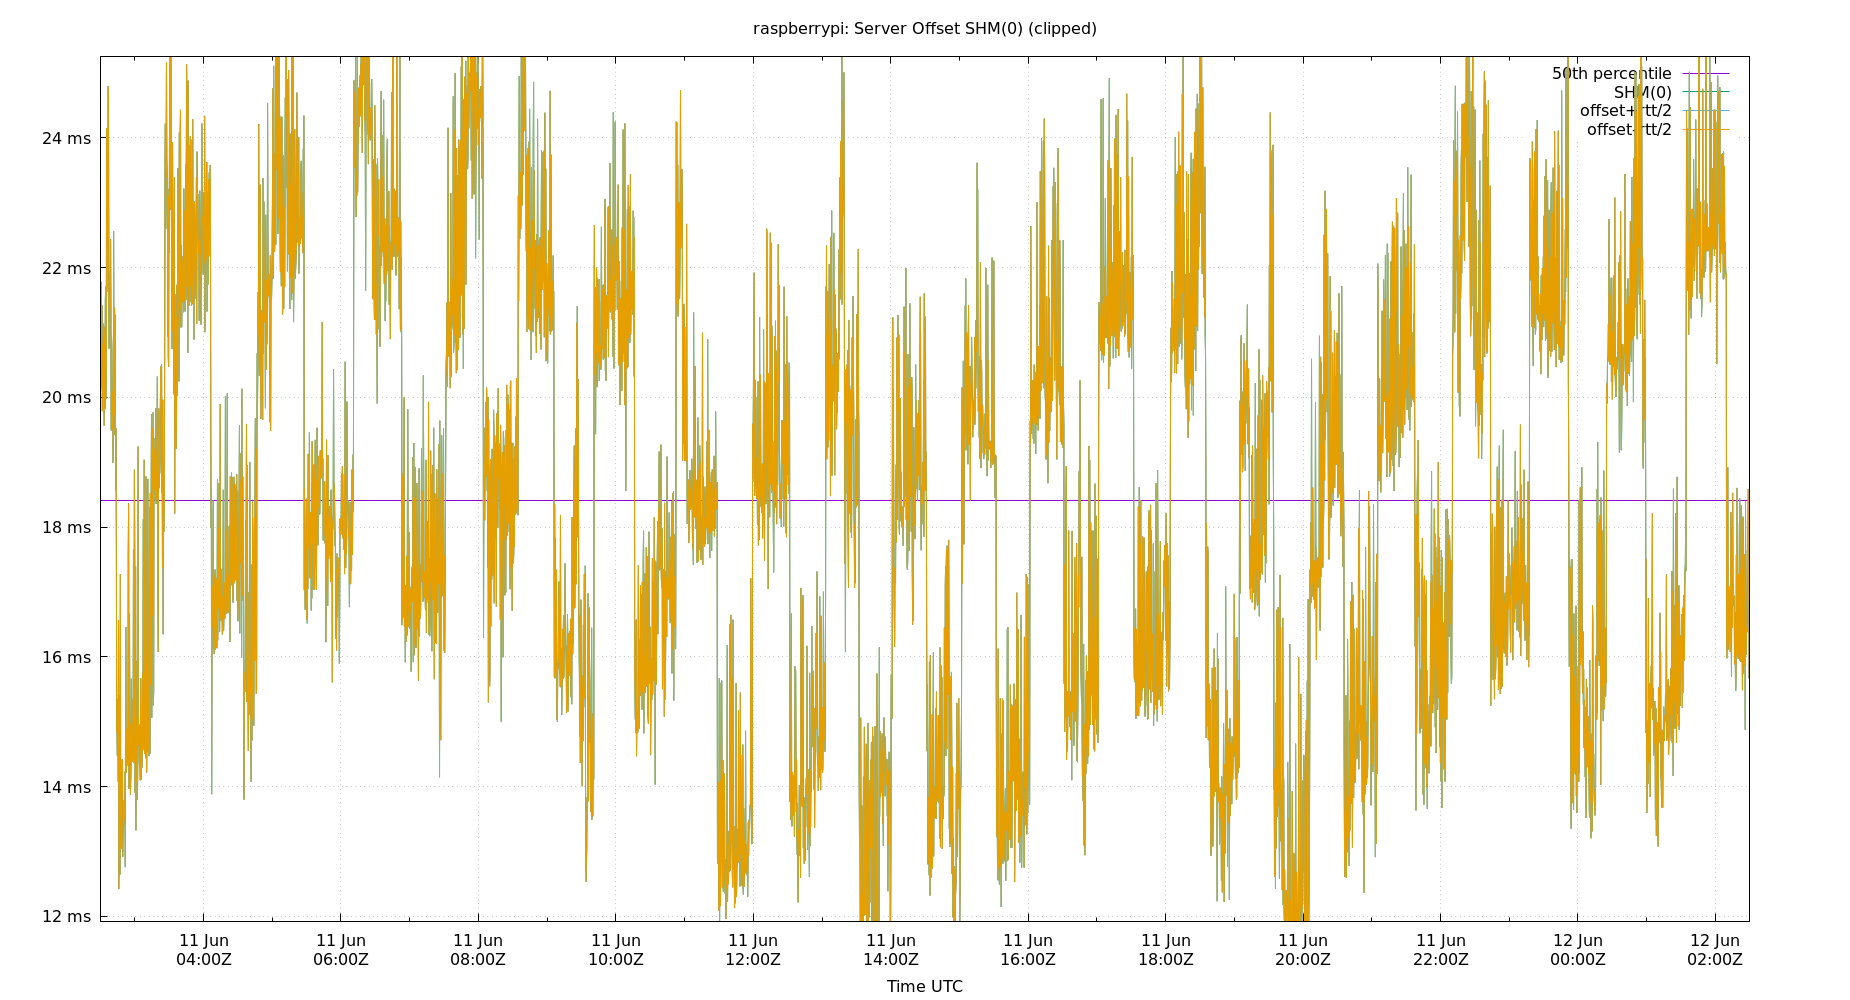 raspberrypi: Server Offset SHM(0) (clipped)
50th percentile
SHM(0)
offset+rtt/2
offset-rtt/2
24 ms
22 ms
20 ms
18 ms
16 ms
14 ms
12 ms
11 Jun 11 Jun 11 Jun 11 Jun 11 Jun 11 Jun 11 Jun 11 Jun 11 Jun 11 Jun 12 Jun 12 Jun
04:00Z 06:00Z 08:00Z 10:00Z 12:00Z 14:00Z 16:00Z 18:00Z 20:00Z 22:00Z 00:00Z 02:00Z
Time UTC